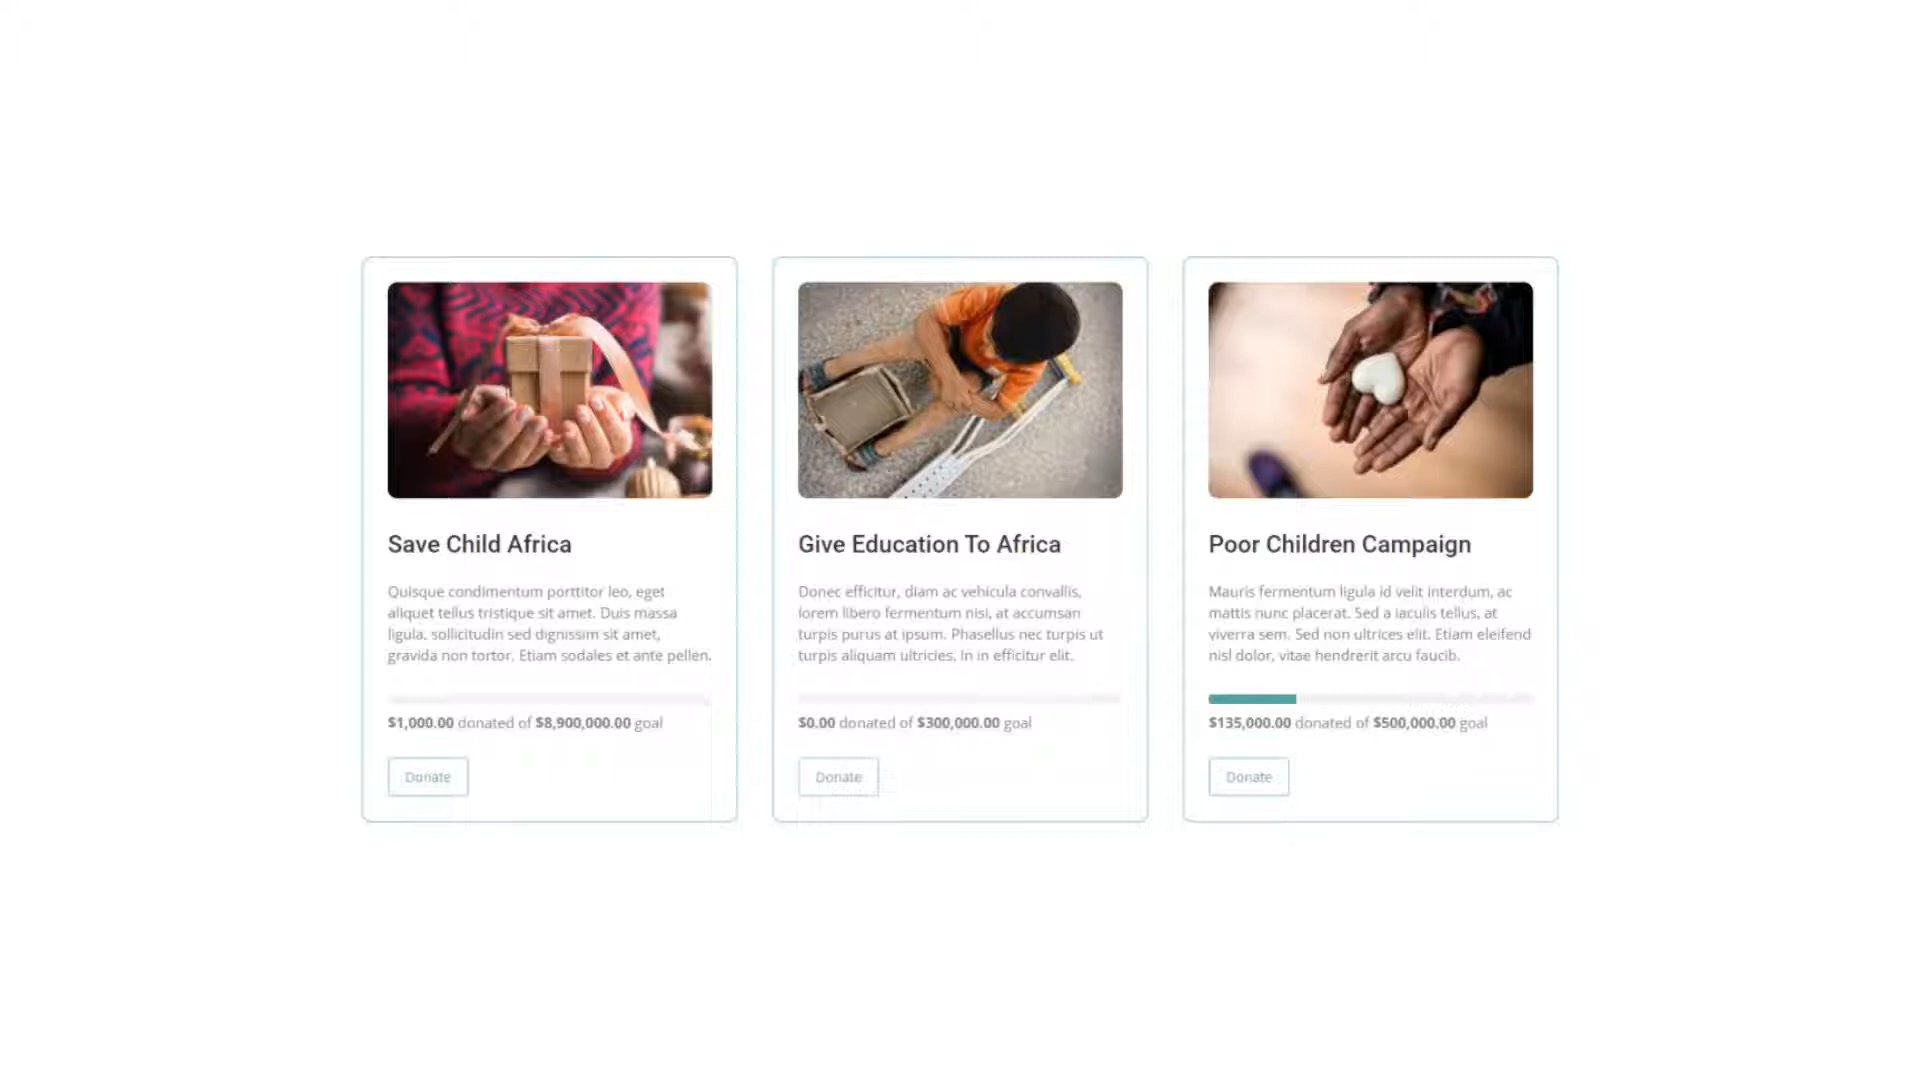 Save Child Africa
Quisque condimentum porttitor leo, eget
aliquet tellus tristique sit amet. Duis massa
ligula, sollicitudin sed dignissim sit amet,
gravida non tortor. Etiam sodales et ante pellen.
$1,000.00 donated of $8,900,000.00 goal
Donate
Give Education To Africa
Donec efficitur, diam ac vehicula convallis,
lorem libero fermentum nisi, at accumsan
turpis purus at ipsum. Phasellus nec turpis ut
turpis aliquam ultricies. In in efficitur elit.
$0.00 donated of $300,000.00 goal
Donate
Poor Children Campaign
Mauris fermentum ligula id velit interdum, ac
mattis nunc placerat. Sed a iaculis tellus, at
viverra sem. Sed non ultrices elit. Etiam eleifend
nisl dolor, vitae hendrerit arcu faucib.
$135,000.00 donated of $500,000.00 goal
Donate